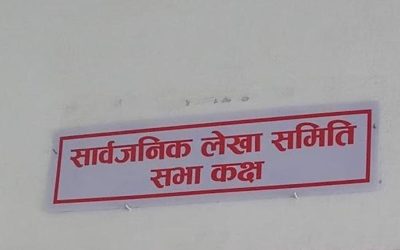 सार्वजनिक लेखा समिति
सभा कक्ष